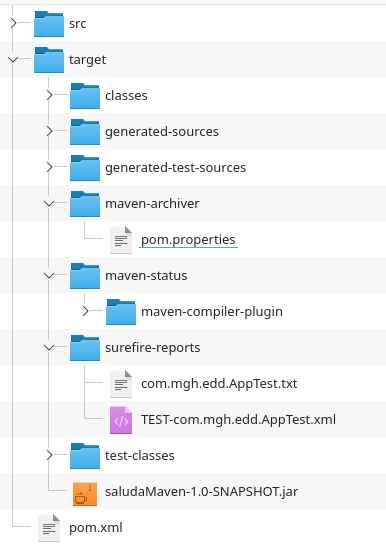 src
target
classes
generated-sources
generated-test-sources
maven-archiver
pom.properties
maven-status
maven-compiler-plugin
surefire-reports
com.mgh.edd.AppTest.txt
TEST-com.mgh.edd.AppTest.xml
test-classes
saludaMaven-1.0-SNAPSHOT.jar
pom.xml